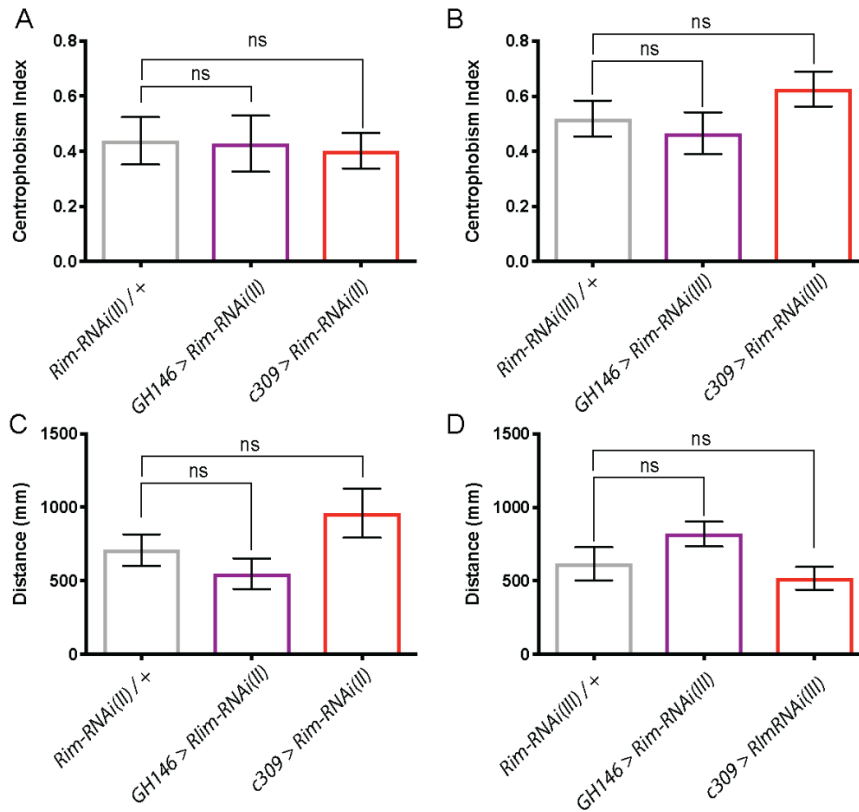 A
0.8
0.6
0.4
0.2
0.0
Centrophobism Index
ns
ns
Rim-RNAi(II) / +
GH146 > Rim-RNAi(II)
c309 > Rim-RNAi(II)
B
0.8
0.6
0.4
0.2
0.0
Centrophobism Index
ns
ns
Rim-RNAi(III) / +
GH146 > Rim-RNAi(III)
c309 > Rim-RNAi(III)
C
1500
1000
500
0
Distance (mm)
ns
ns
Rim-RNAi(II) / +
GH146 > RIim-RNAi(II)
c309 > Rim-RNAi(II)
D
1500
1000
500
0
Distance (mm)
ns
ns
Rim-RNAi(III) / +
GH146 > Rim-RNAi(III)
c309 > RImRNAi(III)